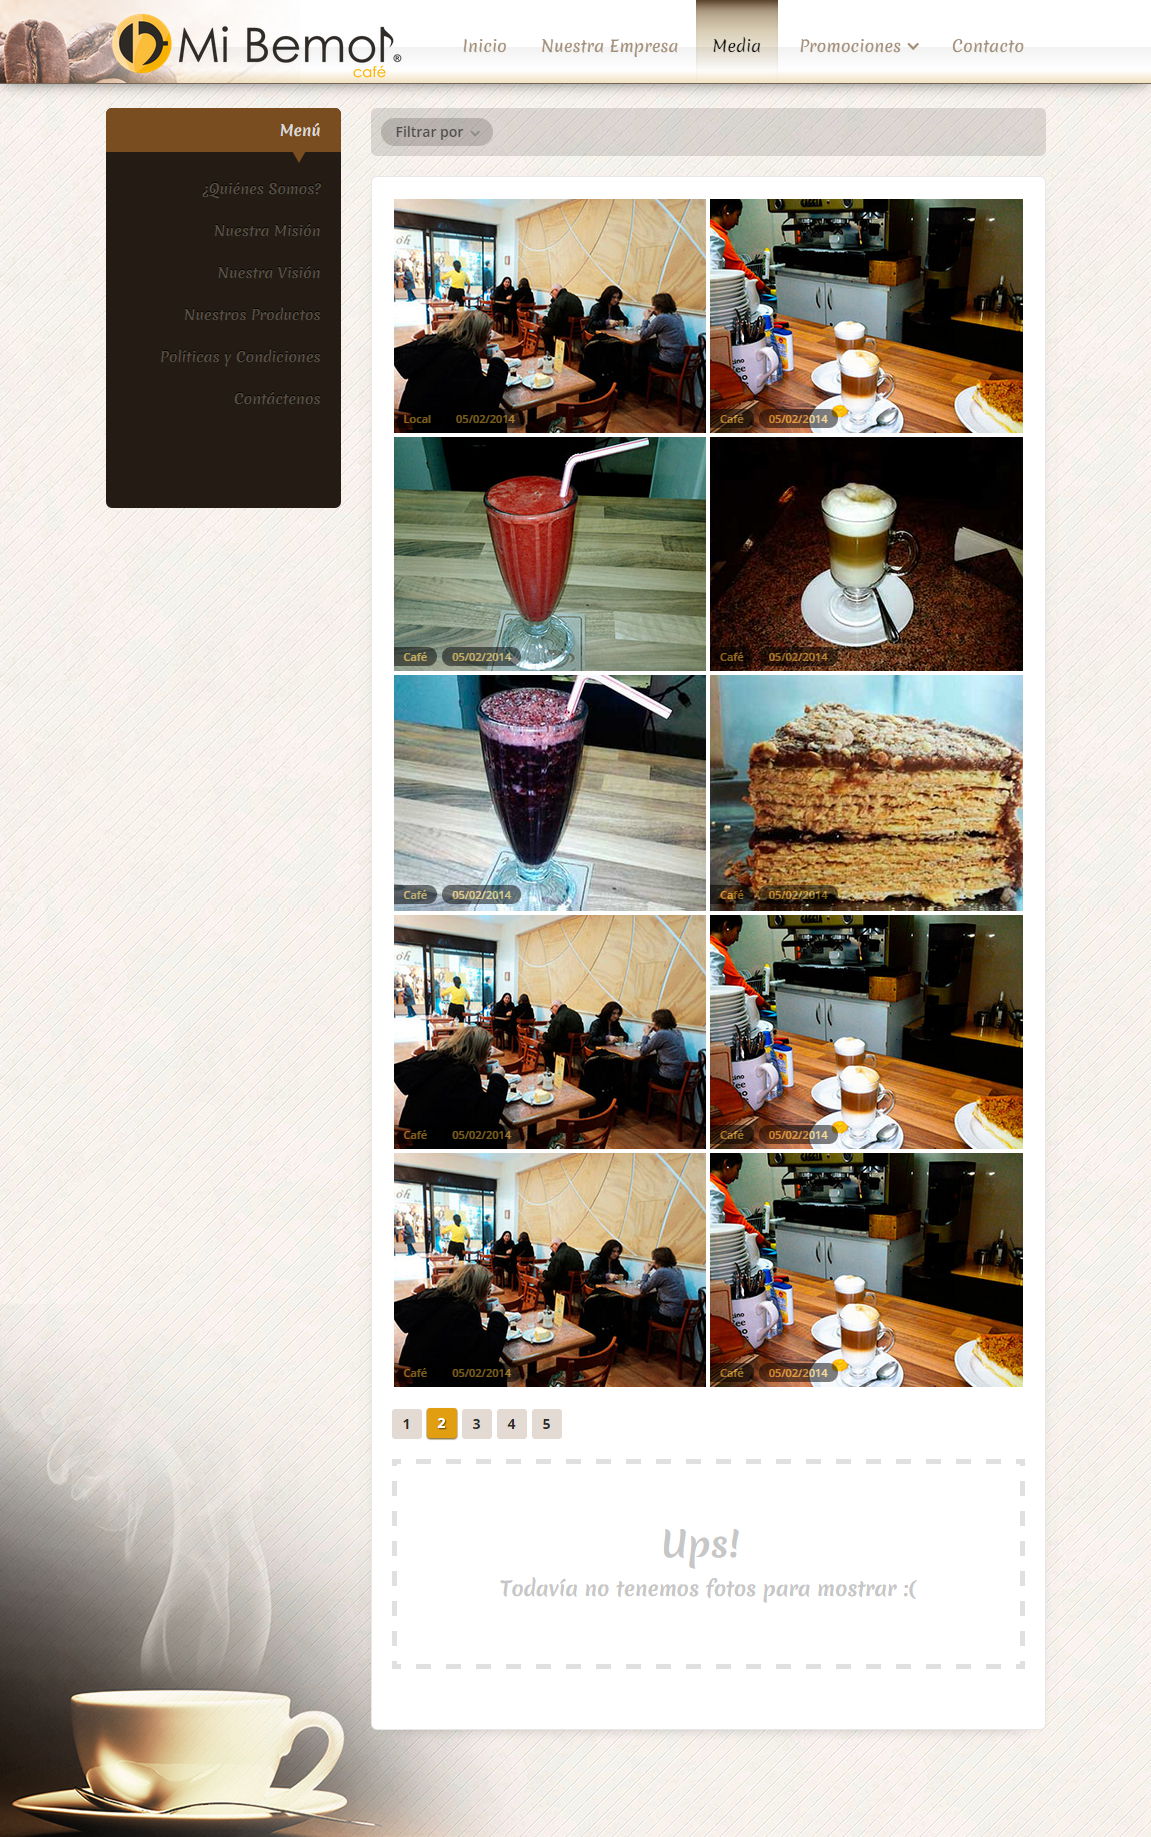 Mi Bemol®
café
Inicio
Nuestra Empresa
Media
Promociones
Contacto
Menú
¿Quiénes Somos?
Nuestra Misión
Nuestra Visión
Nuestros Productos
Políticas y Condiciones
Contáctenos
Filtrar por
Local 05/02/2014
Café 05/02/2014
Café 05/02/2014
Café 05/02/2014
Café 05/02/2014
Café 05/02/2014
Café 05/02/2014
Café 05/02/2014
Café 05/02/2014
Café 05/02/2014
1 2 3 4 5
Ups!
Todavía no tenemos fotos para mostrar :(